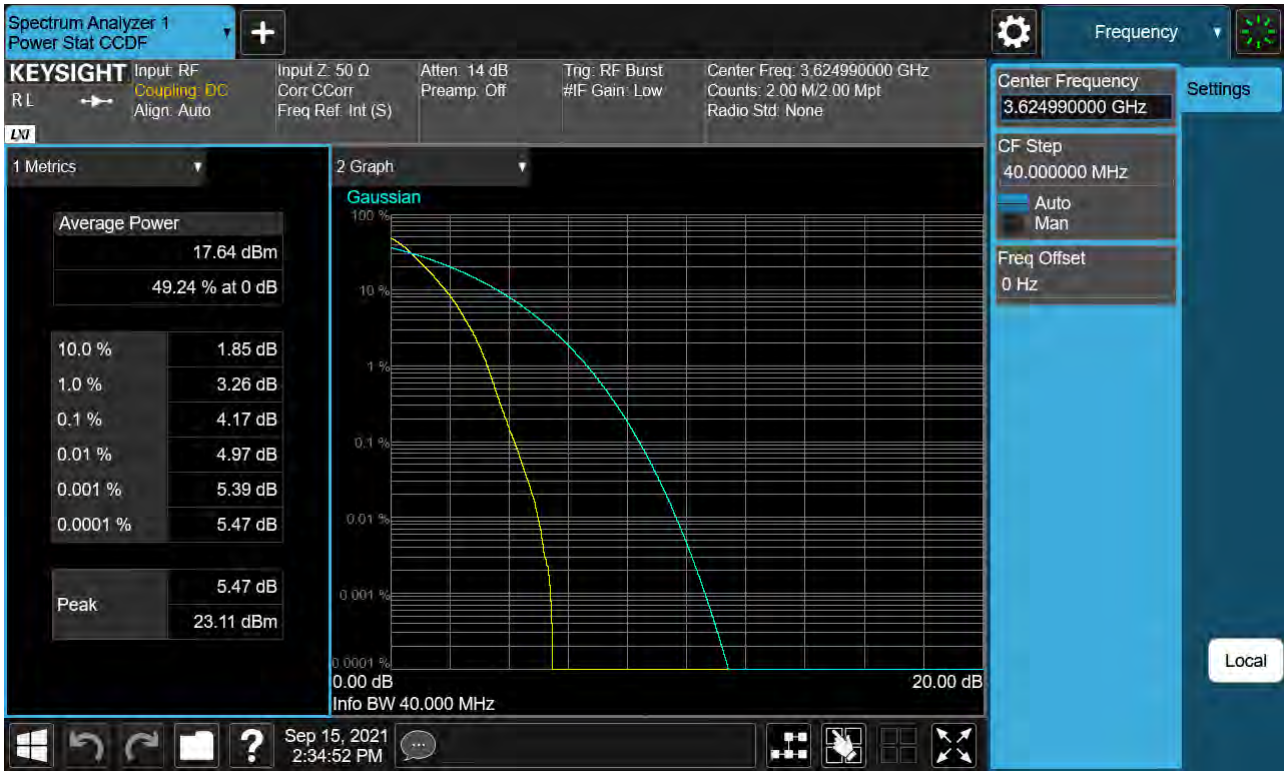 Spectrum Analyzer 1
Power Stat CCDF
Frequency
KEYSIGHT
R L
LXI
Input: RF
Coupling: DC
Align: Auto
Input Z: 50 Ω
Corr CCorr
Freq Ref: Int (S)
Atten: 14 dB
Preamp: Off
Trig: RF Burst
#IF Gain: Low
Center Freq: 3.624990000 GHz
Counts: 2.00 M/2.00 Mpt
Radio Std: None
Center Frequency
3.624990000 GHz
Settings
CF Step
40.000000 MHz
Auto
Man
Freq Offset
0 Hz
1 Metrics
Average Power
17.64 dBm
49.24 % at 0 dB
10.0 % 1.85 dB
1.0 % 3.26 dB
0.1 % 4.17 dB
0.01 % 4.97 dB
0.001 % 5.39 dB
0.0001 % 5.47 dB
Peak
5.47 dB
23.11 dBm
2 Graph
Gaussian
100 %
10 %
1 %
0.1 %
0.01 %
0.001 %
0.0001 %
0.00 dB
20.00 dB
Info BW 40.000 MHz
Local
?
Sep 15, 2021
2:34:52 PM